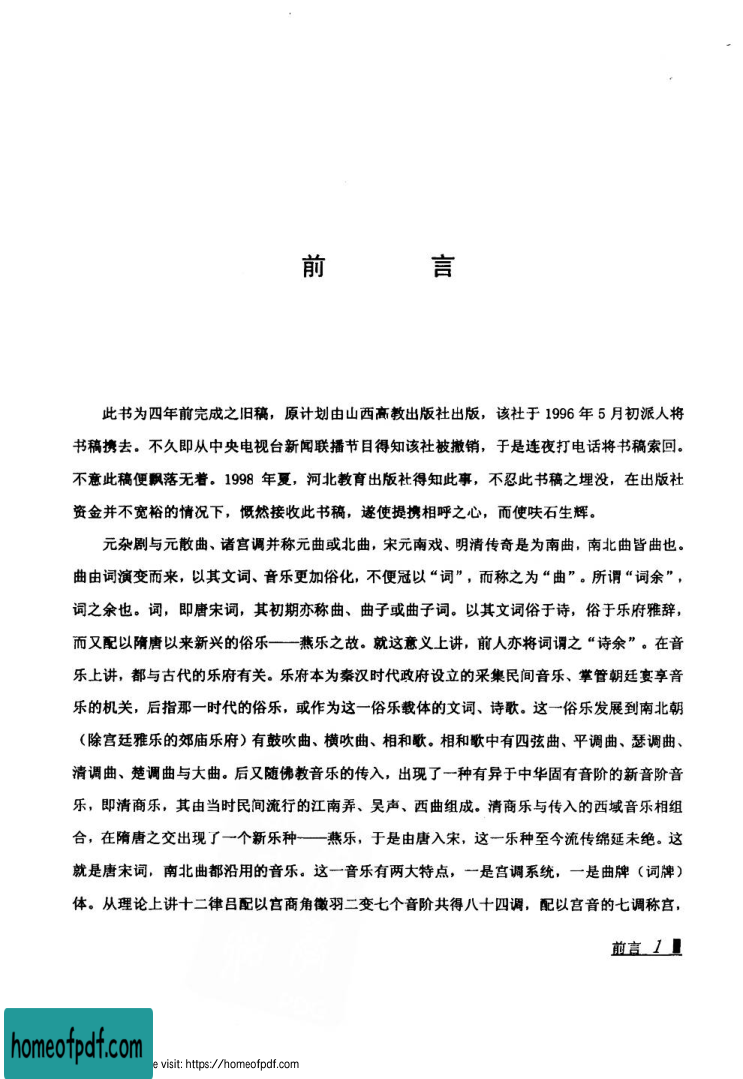 前 言
此书为四年前完成之旧稿，原计划由山西高教出版社出版，该社于 1996 年 5 月初派人将
书稿携去。不久即从中央电视台新闻联播节目得知该社被撤销，于是连夜打电话将书稿索回。
不意此稿便飘落无着。1998 年夏，河北教育出版社得知此事，不忍此书稿之埋没，在出版社
资金并不宽裕的情况下，慨然接收此书稿，遂使提携相呼之心，而使呋石生辉。
元杂剧与元散曲、诸宫调并称元曲或北曲，宋元南戏、明清传奇是为南曲，南北曲皆曲也。
曲由词演变而来，以其文词、音乐更加俗化，不便冠以“词”，而称之为“曲”。所谓“词余”，
词之余也。词，即唐宋词，其初期亦称曲、曲子或曲子词。以其文词俗于诗，俗于乐府雅辞，
而又配以隋唐以来新兴的俗乐——燕乐之故。就这意义上讲，前人亦将词谓之“诗余”。在音
乐上讲，都与古代的乐府有关。乐府本为秦汉时代政府设立的采集民间音乐、掌管朝廷宴享音
乐的机关，后指那一时代的俗乐，或作为这一俗乐载体的文词、诗歌。这一俗乐发展到南北朝
（除宫廷雅乐的郊庙乐府）有鼓吹曲、横吹曲、相和歌。相和歌中有四弦曲、平调曲、瑟调曲、
清调曲、楚调曲与大曲。后又随佛教音乐的传入，出现了一种有异于中华固有音阶的新音阶音
乐，即清商乐，其由当时民间流行的江南弄、吴声、西曲组成。清商乐与传入的西域音乐相组
合，在隋唐之交出现了一个新乐种——燕乐，于是由唐入宋，这一乐种至今流传绵延未绝。这
就是唐宋词，南北曲都沿用的音乐。这一音乐有两大特点，一是宫调系统，一是曲牌（词牌）
体。从理论上讲十二律吕配以宫商角徵羽二变七个音阶共得八十四调，配以宫音的七调称宫，
前言 1
homeofpdf.com
e visit: https://homeofpdf.com